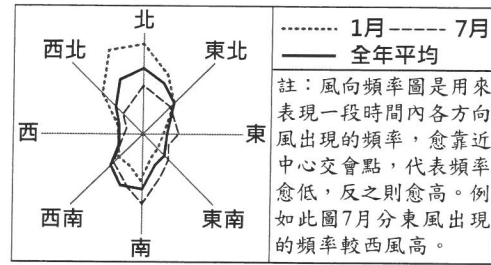 北
西北
東北
西
東
西南
東南
南
1月 7月
全年平均
註：風向頻率圖是用來
表現一段時間內各方向
風出現的頻率，愈靠近
中心交會點，代表頻率
愈低，反之則愈高。例
如此圖7月分東風出現
的頻率較西風高。